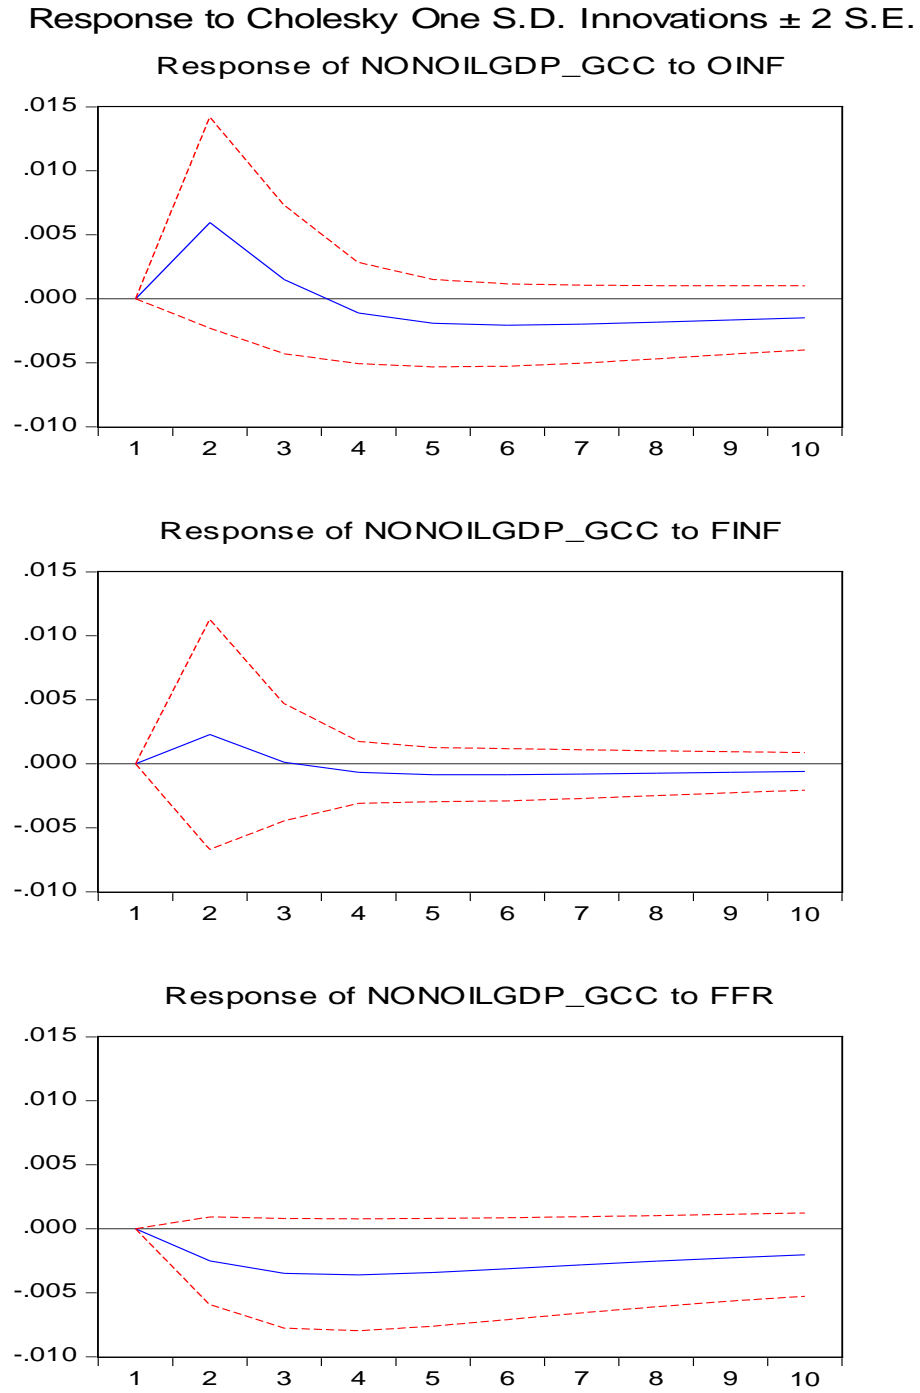 Response to Cholesky One S.D. Innovations ± 2 S.E.
Response of NONOILGDP_GCC to OINF
.015
.010
.005
.000
-.005
-.010
1 2 3 4 5 6 7 8 9 10
Response of NONOILGDP_GCC to FINF
.015
.010
.005
.000
-.005
-.010
1 2 3 4 5 6 7 8 9 10
Response of NONOILGDP_GCC to FFR
.015
.010
.005
.000
-.005
-.010
1 2 3 4 5 6 7 8 9 10